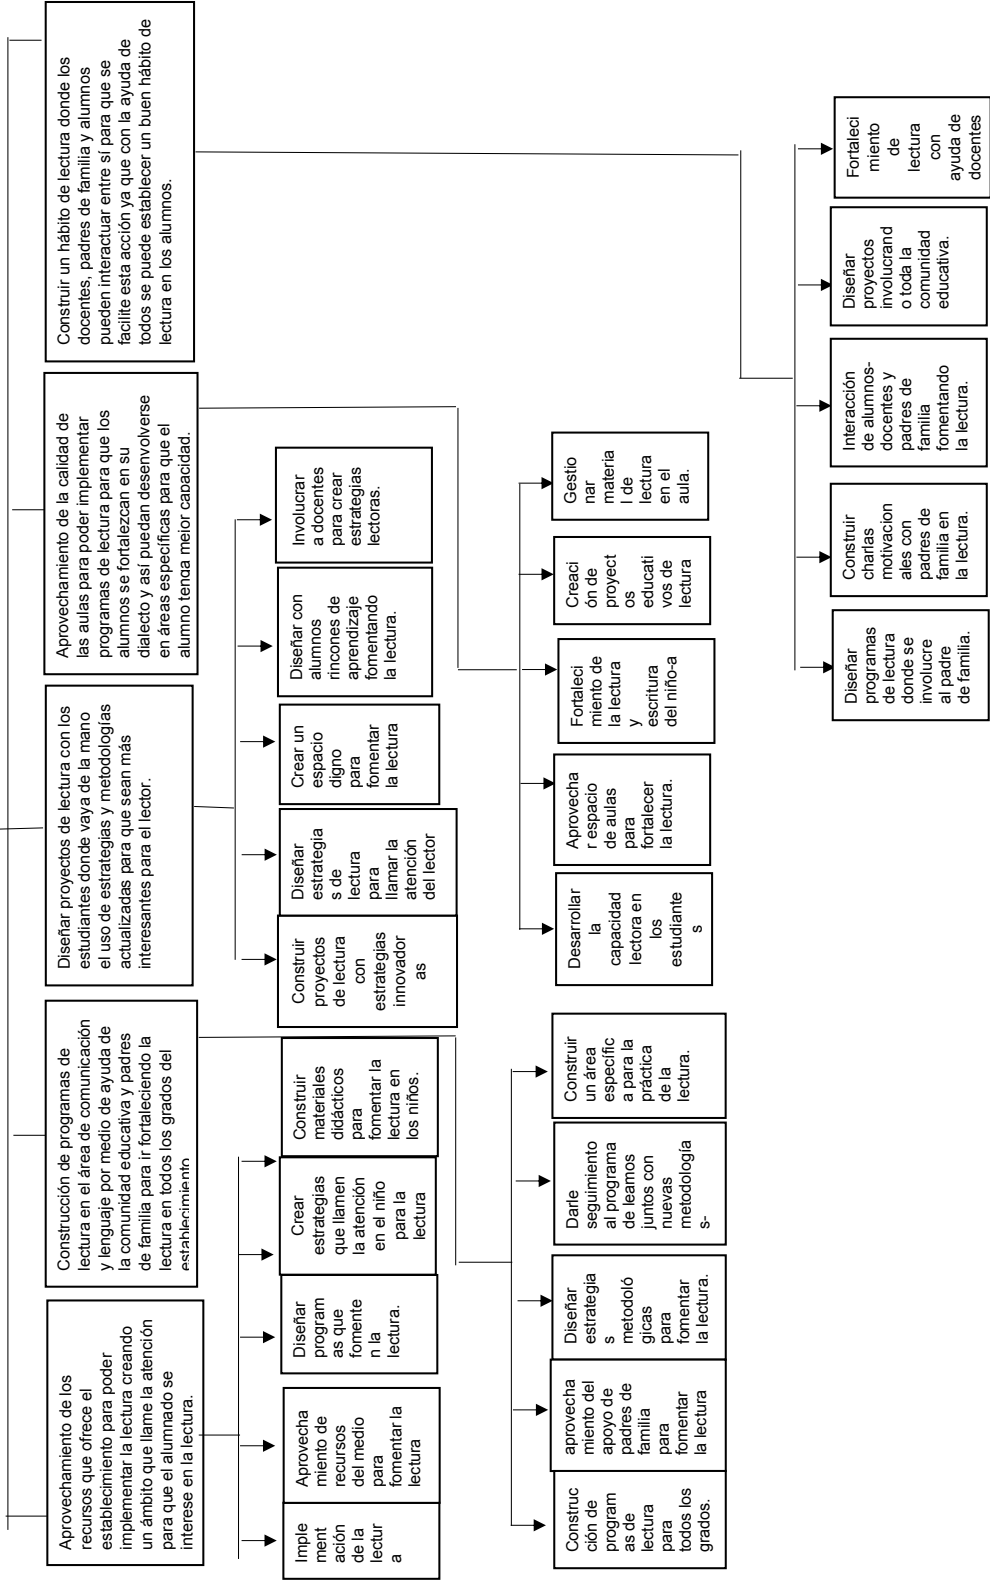 Aprovechamiento de los
recursos que ofrece el
establecimiento para poder
implementar la lectura creando
un ámbito que llame la atención
para que el alumnado se
interese en la lectura.
Construcción de programas de
lectura en el área de comunicación
y lenguaje por medio de ayuda de
la comunidad educativa y padres
de familia para ir fortaleciendo la
lectura en todos los grados del
establecimiento
Diseñar proyectos de lectura con los
estudiantes donde vaya de la mano
el uso de estrategias y metodologías
actualizadas para que sean más
interesantes para el lector.
Aprovechamiento de la calidad de
las aulas para poder implementar
programas de lectura para que los
alumnos se fortalezcan en su
dialecto y así puedan desenvolverse
en áreas específicas para que el
alumno tenga mejor capacidad.
Construir un hábito de lectura donde los
docentes, padres de familia y alumnos
pueden interactuar entre sí para que se
facilite esta acción ya que con la ayuda de
todos se puede establecer un buen hábito de
lectura en los alumnos.
Imple
ment
ación
de la
lectur
a
Aprovecha
miento de
recursos
del medio
para
fomentar la
lectura
Diseñar
program
as que
fomente
n la
lectura.
Crear
estrategias
que llamen
la atención
en el niño
para la
lectura
Construir
materiales
didácticos
para
fomentar la
lectura en
los niños.
Construir
proyectos
de lectura
con
estrategias
innovador
as
Diseñar
estrategia
s de
lectura
para
llamar la
atención
del lector
Crear un
espacio
digno
para
fomentar
la lectura
Diseñar con
alumnos
rincones de
aprendizaje
fomentando
la lectura.
Involucrar
a docentes
para crear
estrategias
lectoras.
Construc
ción de
program
as de
lectura
para
todos los
grados.
aprovecha
miento del
apoyo de
padres de
familia
para
fomentar
la lectura
Diseñar
estrategia
s
metodoló
gicas
para
fomentar
la lectura.
Darle
seguimiento
al programa
de leamos
juntos con
nuevas
metodología
s-
Construir
un área
específic
a para la
práctica
de la
lectura.
Desarrollar
la
capacidad
lectora en
los
estudiante
s
Aprovecha
r espacio
de aulas
para
fortalecer
la lectura.
Fortaleci
miento de
la lectura
y
escritura
del niño-a
Creaci
ón de
proyect
os
educati
vos de
lectura
Gestio
nar
materia
l de
lectura
en el
aula.
Diseñar
programas
de lectura
donde se
involucre
al padre
de familia.
Construir
charlas
motivacion
ales con
padres de
familia en
la lectura.
Interacción
de alumnos-
docentes y
padres de
familia
fomentando
la lectura.
Diseñar
proyectos
involucrand
o toda la
comunidad
educativa.
Fortaleci
miento
de
lectura
con
ayuda de
docentes